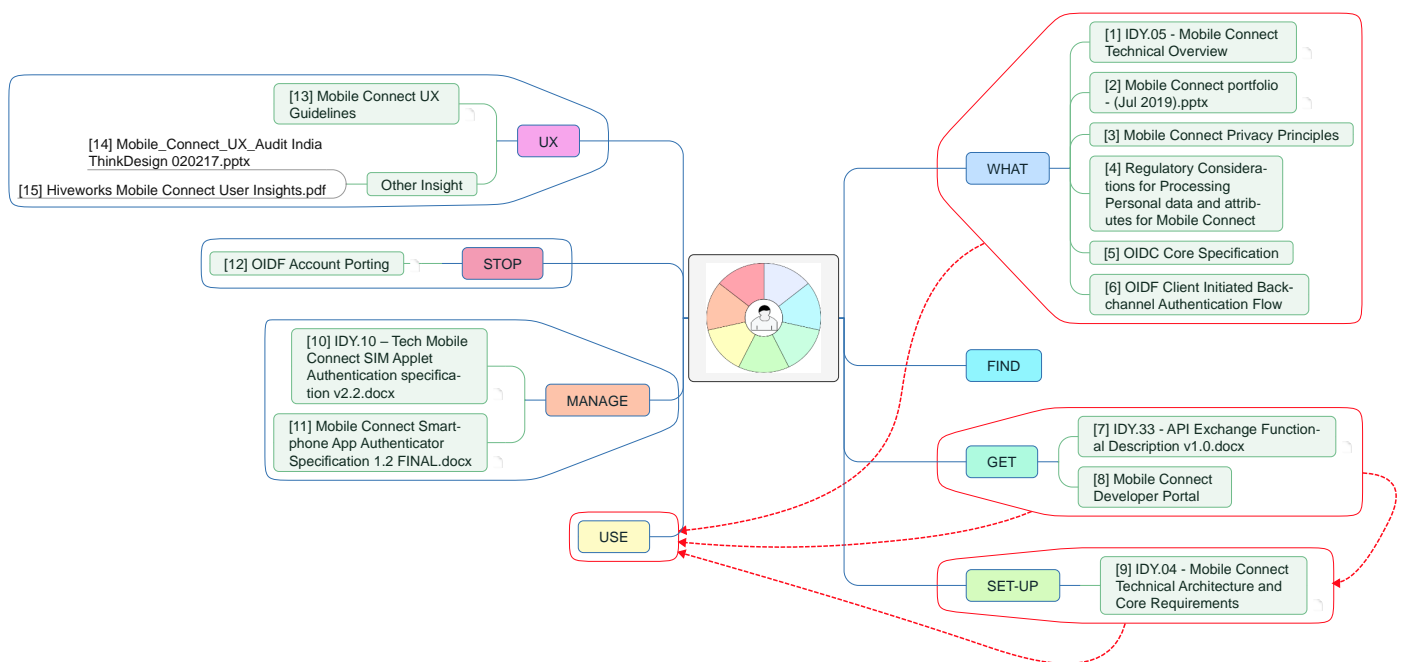 [13] Mobile Connect UX
Guidelines
[14] Mobile_Connect_UX_Audit India
ThinkDesign 020217.pptx
[15] Hiveworks Mobile Connect User Insights.pdf
Other Insight
UX
[12] OIDF Account Porting
STOP
[10] IDY.10 – Tech Mobile
Connect SIM Applet
Authentication specifica-
tion v2.2.docx
[11] Mobile Connect Smart-
phone App Authenticator
Specification 1.2 FINAL.docx
MANAGE
USE
WHAT
[1] IDY.05 - Mobile Connect
Technical Overview
[2] Mobile Connect portfolio
- (Jul 2019).pptx
[3] Mobile Connect Privacy Principles
[4] Regulatory Considera-
tions for Processing
Personal data and attrib-
utes for Mobile Connect
[5] OIDC Core Specification
[6] OIDF Client Initiated Back-
channel Authentication Flow
FIND
GET
[7] IDY.33 - API Exchange Function-
al Description v1.0.docx
[8] Mobile Connect
Developer Portal
SET-UP
[9] IDY.04 - Mobile Connect
Technical Architecture and
Core Requirements